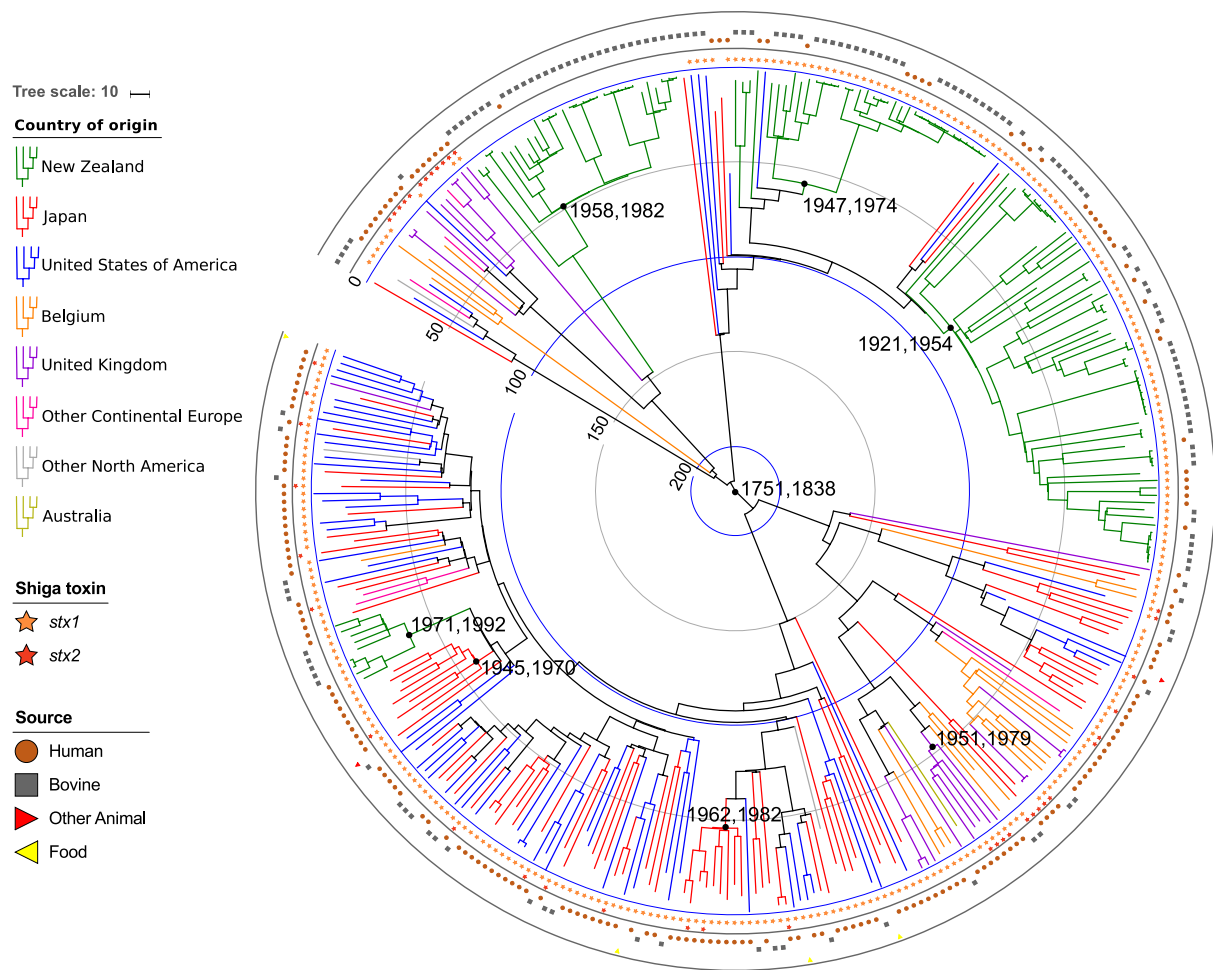 Tree scale: 10
Country of origin
New Zealand
Japan
United States of America
Belgium
United Kingdom
Other Continental Europe
Other North America
Australia
Shiga toxin
stx1
stx2
Source
Human
Bovine
Other Animal
Food
0
50
100
150
200
1958,1982
1947,1974
1921,1954
1751,1838
1971,1992
1945,1970
1951,1979
1962,1982